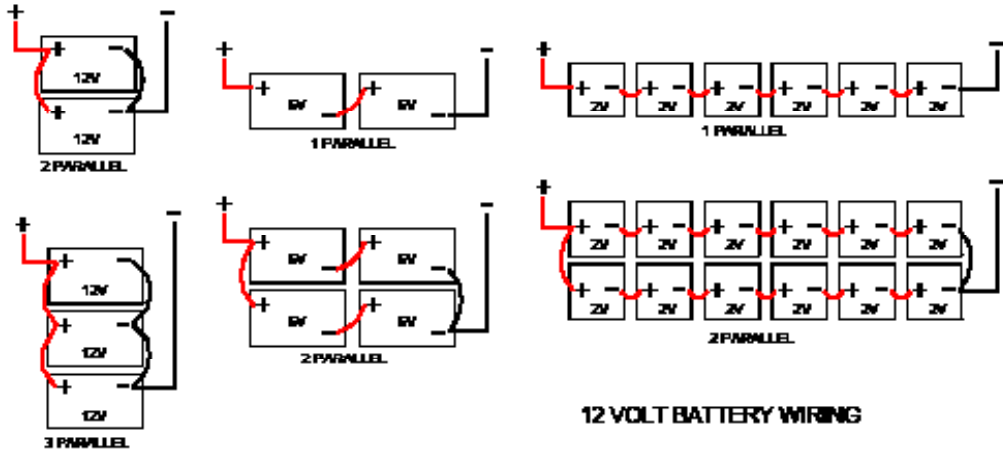 + −
+ − 12V
+ − 12V
2 PARALLEL
+ −
+ 6V − + 6V −
1 PARALLEL
+ −
+ − 2V + − 2V + − 2V + − 2V + − 2V + − 2V
1 PARALLEL
+ −
+ − 12V
+ − 12V
+ − 12V
3 PARALLEL
+ −
+ 6V − + 6V −
+ 6V − + 6V −
2 PARALLEL
+ −
+ − 2V + − 2V + − 2V + − 2V + − 2V + − 2V
+ − 2V + − 2V + − 2V + − 2V + − 2V + − 2V
2 PARALLEL
12 VOLT BATTERY WIRING